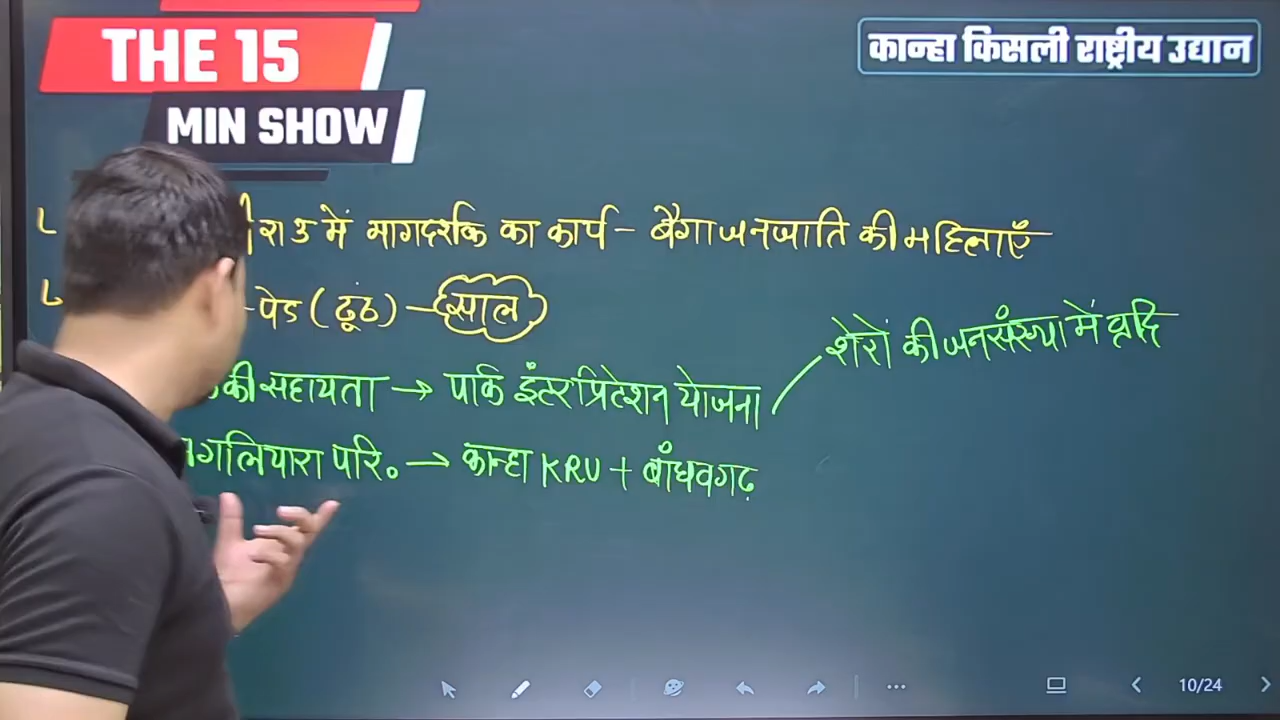 THE 15
MIN SHOW
कान्हा किसली राष्ट्रीय उद्यान
रा उ में मागदर्शक का कार्य - बैगा जनजाति की महिलाएँ
पेड (ठूंठ) - साल
की सहायता → पार्क इंटरप्रिटेशन योजना
शेरों की जनसंख्या में वृद्धि
गलियारा परि० → कान्हा KRU + बांधवगढ़
10/24